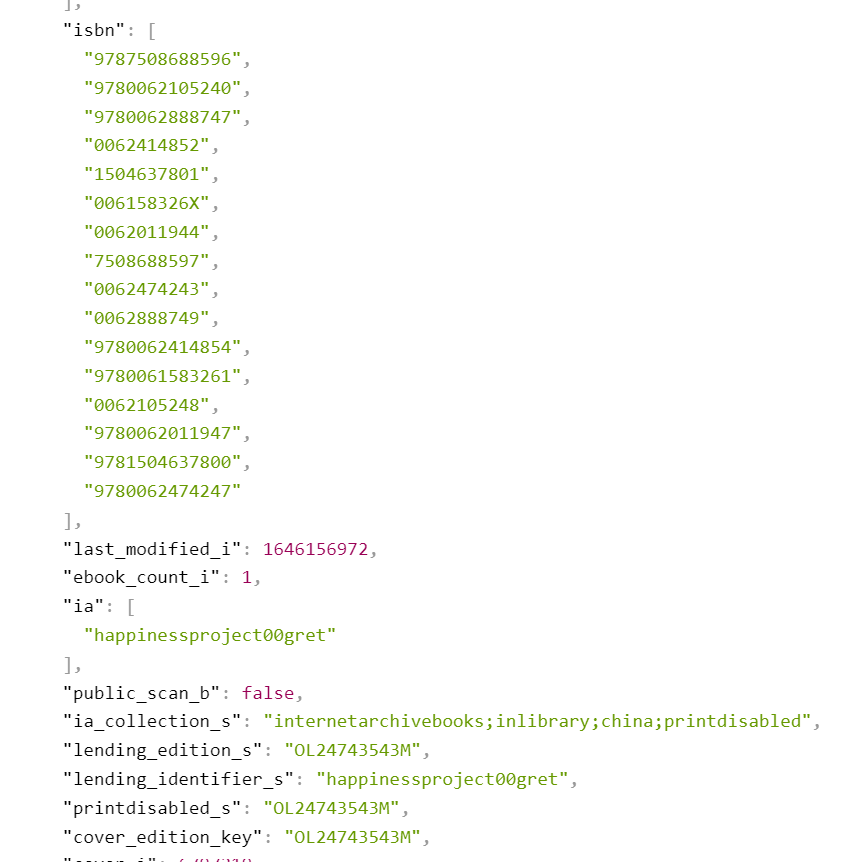 ],
"isbn": [
"9787508688596",
"9780062105240",
"9780062888747",
"0062414852",
"1504637801",
"006158326X",
"0062011944",
"7508688597",
"0062474243",
"0062888749",
"9780062414854",
"9780061583261",
"0062105248",
"9780062011947",
"9781504637800",
"9780062474247"
],
"last_modified_i": 1646156972,
"ebook_count_i": 1,
"ia": [
"happinessproject00gret"
],
"public_scan_b": false,
"ia_collection_s": "internetarchivebooks;inlibrary;china;printdisabled",
"lending_edition_s": "OL24743543M",
"lending_identifier_s": "happinessproject00gret",
"printdisabled_s": "OL24743543M",
"cover_edition_key": "OL24743543M",